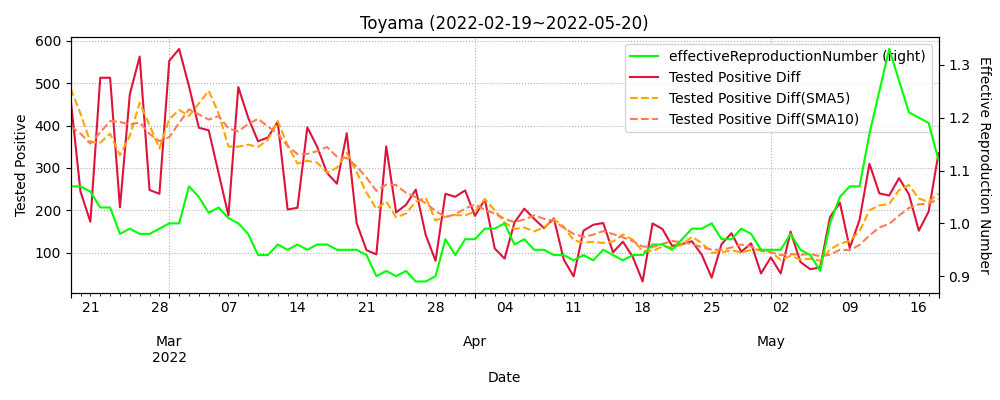 Toyama (2022-02-19~2022-05-20)
600
500
400
300
200
100
Tested Positive
effectiveReproductionNumber (right)
Tested Positive Diff
Tested Positive Diff(SMA5)
Tested Positive Diff(SMA10)
1.3
1.2
1.1
1.0
0.9
Effective Reproduction Number
21 28 07 14 21 28 04 11 18 25 02 09 16
Mar Apr May
2022
Date